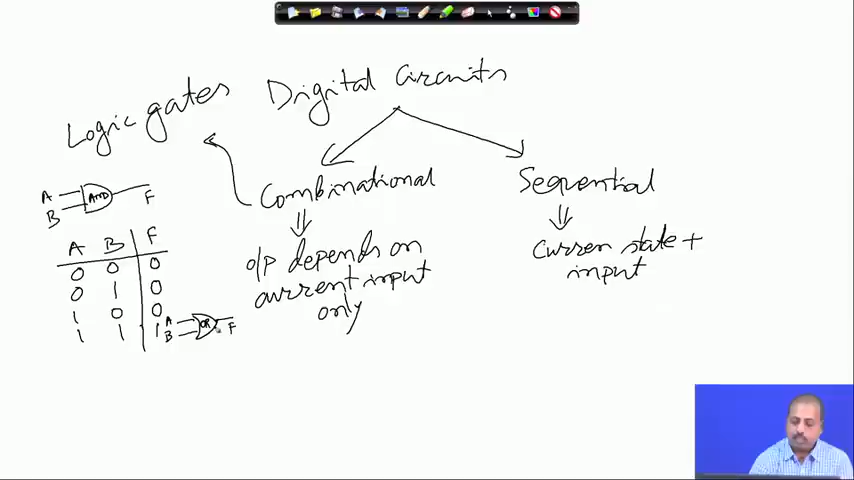 Logic gates
Digital Circuits
Combinational
Sequential
o/p depends on
current input
only
Curren state +
input
A
B
AND
F
A B F
0 0 0
0 1 0
1 0 0
1 1 1
A
B
OR
F